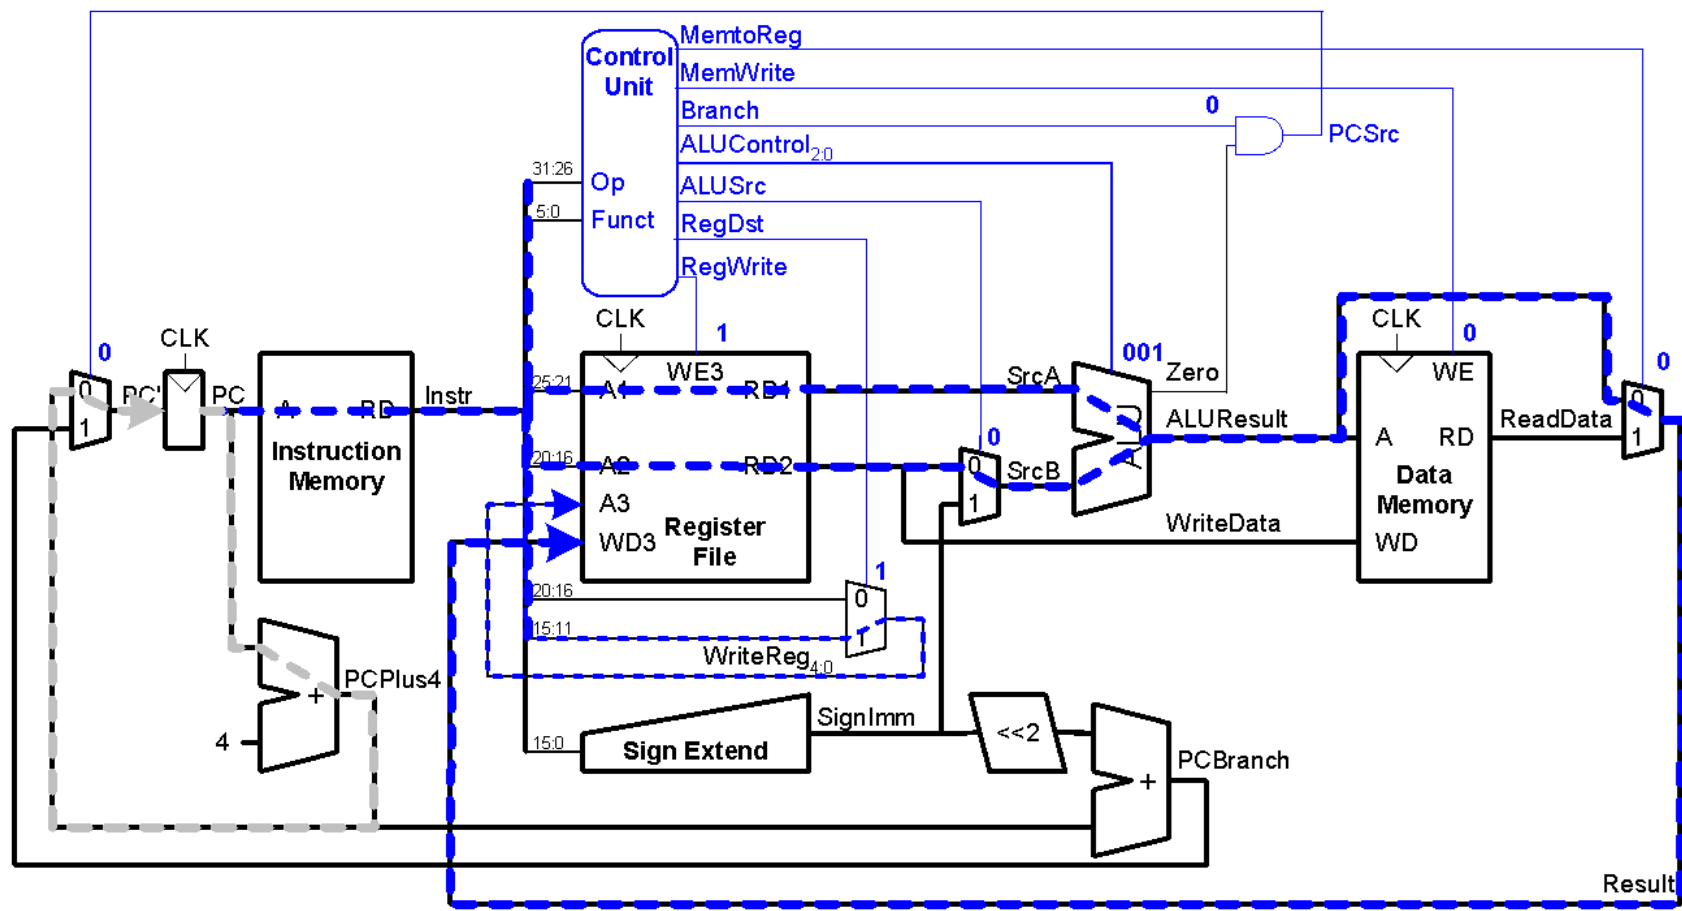 MemtoReg
Control
Unit
MemWrite
Branch
0
PCSrc
ALUControl2:0
31:26
Op
ALUSrc
5:0
Funct
RegDst
RegWrite
CLK
CLK
CLK
0
1
001
0
0
WE3
WE
Zero
0
PC'
PC
A
RD
Instr
25:21
A1
RD1
SrcA
ALU
ALUResult
0
1
Instruction
Memory
0
A
RD
ReadData
1
20:16
A2
RD2
0
SrcB
Data
Memory
A3
1
Register
File
WD3
WriteData
WD
1
20:16
0
15:11
1
WriteReg4:0
PCPlus4
+
4
SignImm
<<2
15:0
Sign Extend
PCBranch
+
Result